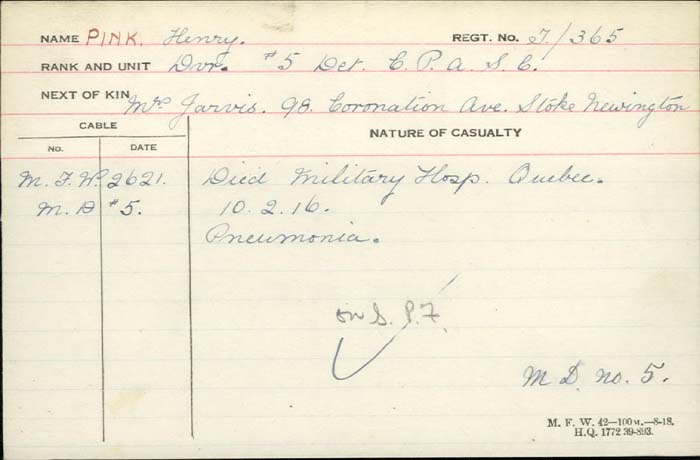 NAME PINK. Henry. REGT. No. T/365
RANK AND UNIT Dvr. #5 Det. C. P. A. S. C.
NEXT OF KIN Mrs Jarvis. 98. Coronation Ave. Stoke Newington
CABLE
NATURE OF CASUALTY
No. DATE
M. F. W. 2621. Died Military Hosp. Quebec.
M. D #5. 10. 2. 16.
Pneumonia.
on S. P. F.
M D. no. 5.
M. F. W. 42—100M.—8-18.
H.Q. 1772 39-893.